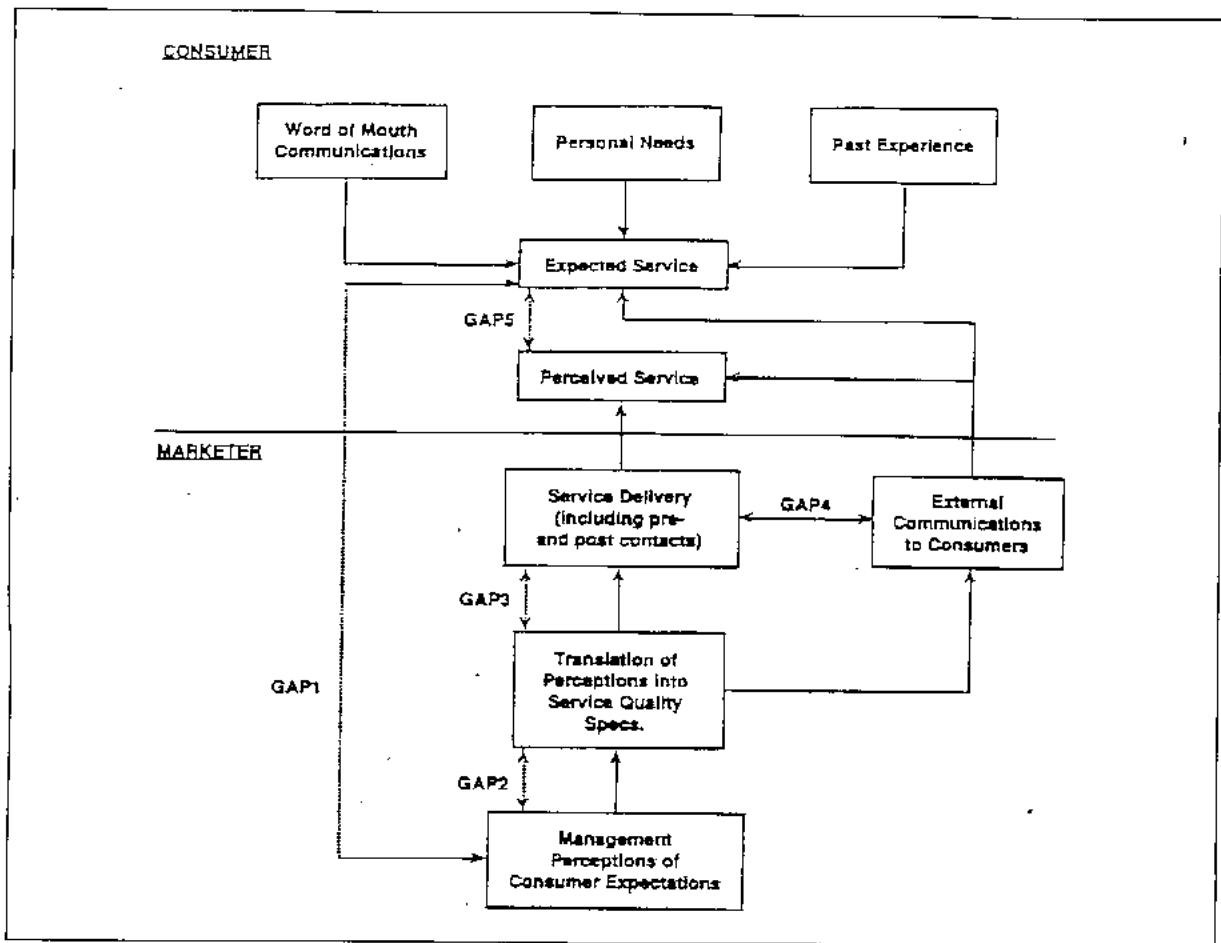 CONSUMER
Word of Mouth
Communications
Personal Needs
Past Experience
Expected Service
GAP5
Perceived Service
MARKETER
Service Delivery
(including pre-
and post contacts)
GAP4
External
Communications
to Consumers
GAP3
Translation of
Perceptions into
Service Quality
Specs.
GAP1
GAP2
Management
Perceptions of
Consumer Expectations